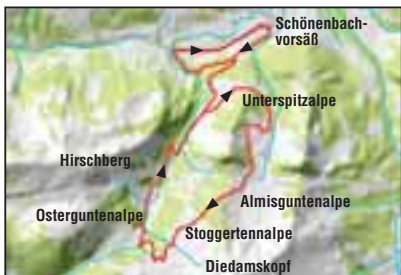 Schönenbach-
vorsäß
Unterspitzalpe
Hirschberg
Almisguntenalpe
Osterguntenalpe
Stoggertennalpe
Diedamskopf